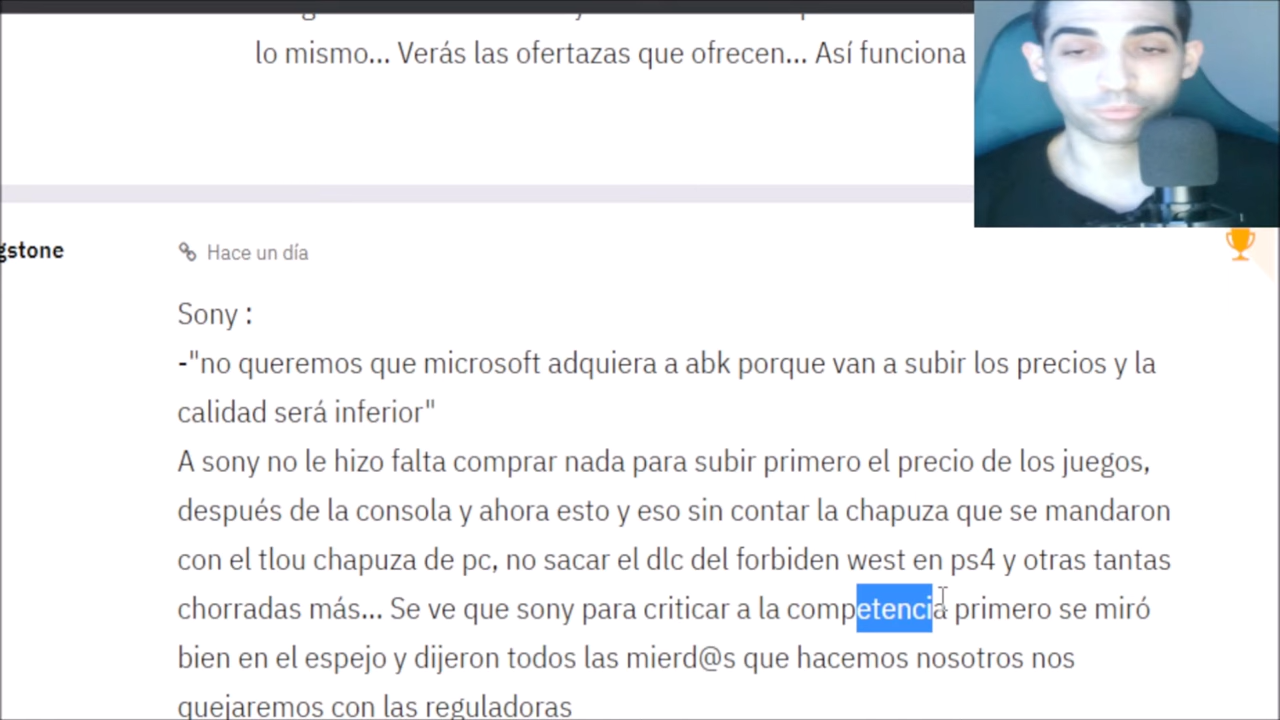 lo mismo... Verás las ofertazas que ofrecen... Así funciona
gstone
Hace un día
Sony :
-"no queremos que microsoft adquiera a abk porque van a subir los precios y la
calidad será inferior"
A sony no le hizo falta comprar nada para subir primero el precio de los juegos,
después de la consola y ahora esto y eso sin contar la chapuza que se mandaron
con el tlou chapuza de pc, no sacar el dlc del forbiden west en ps4 y otras tantas
chorradas más... Se ve que sony para criticar a la competencia primero se miró
bien en el espejo y dijeron todos las mierd@s que hacemos nosotros nos
quejaremos con las reguladoras